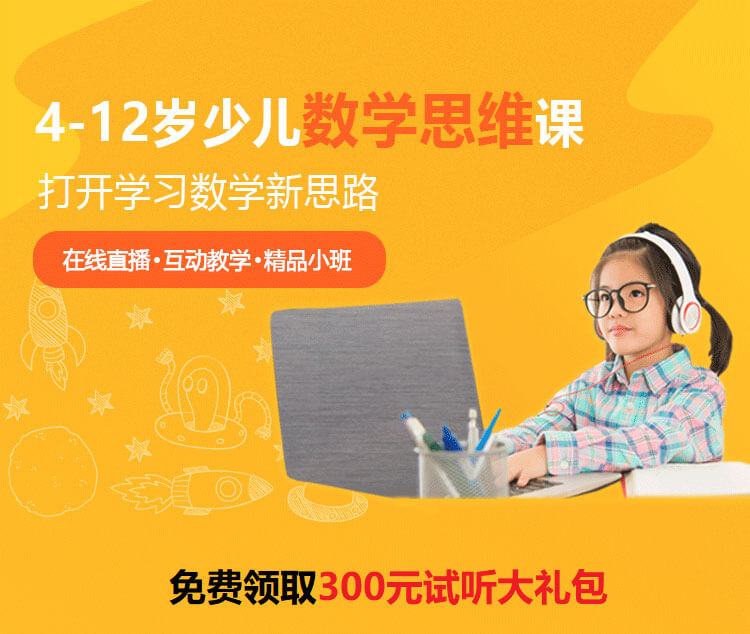 4-12岁少儿数学思维课
打开学习数学新思路
在线直播·互动教学·精品小班
免费领取300元试听大礼包